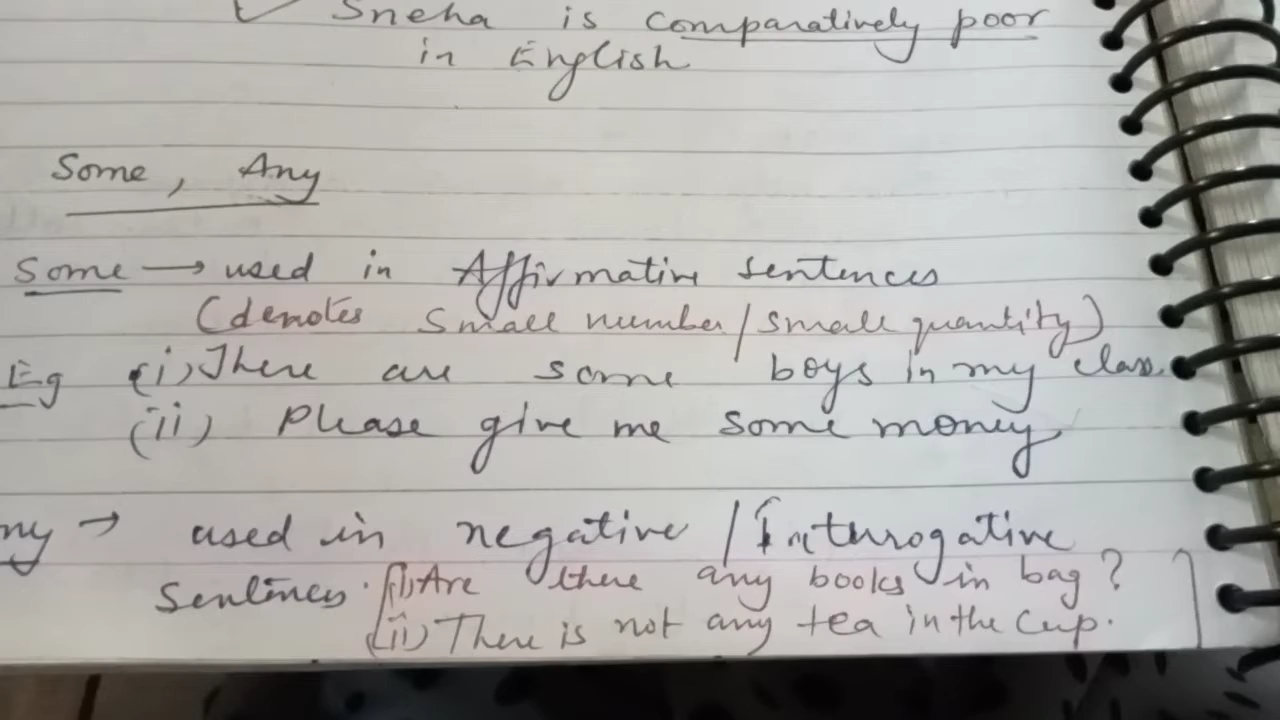 Sneha is comparatively poor
in English
Some, Any
Some → used in Affirmative sentences
(denotes small number/small quantity)
Eg (i) There are some boys in my class.
(ii) Please give me some money
ny → used in negative / Interrogative
Sentences. (i) Are there any books in bag?
(ii) There is not any tea in the cup.